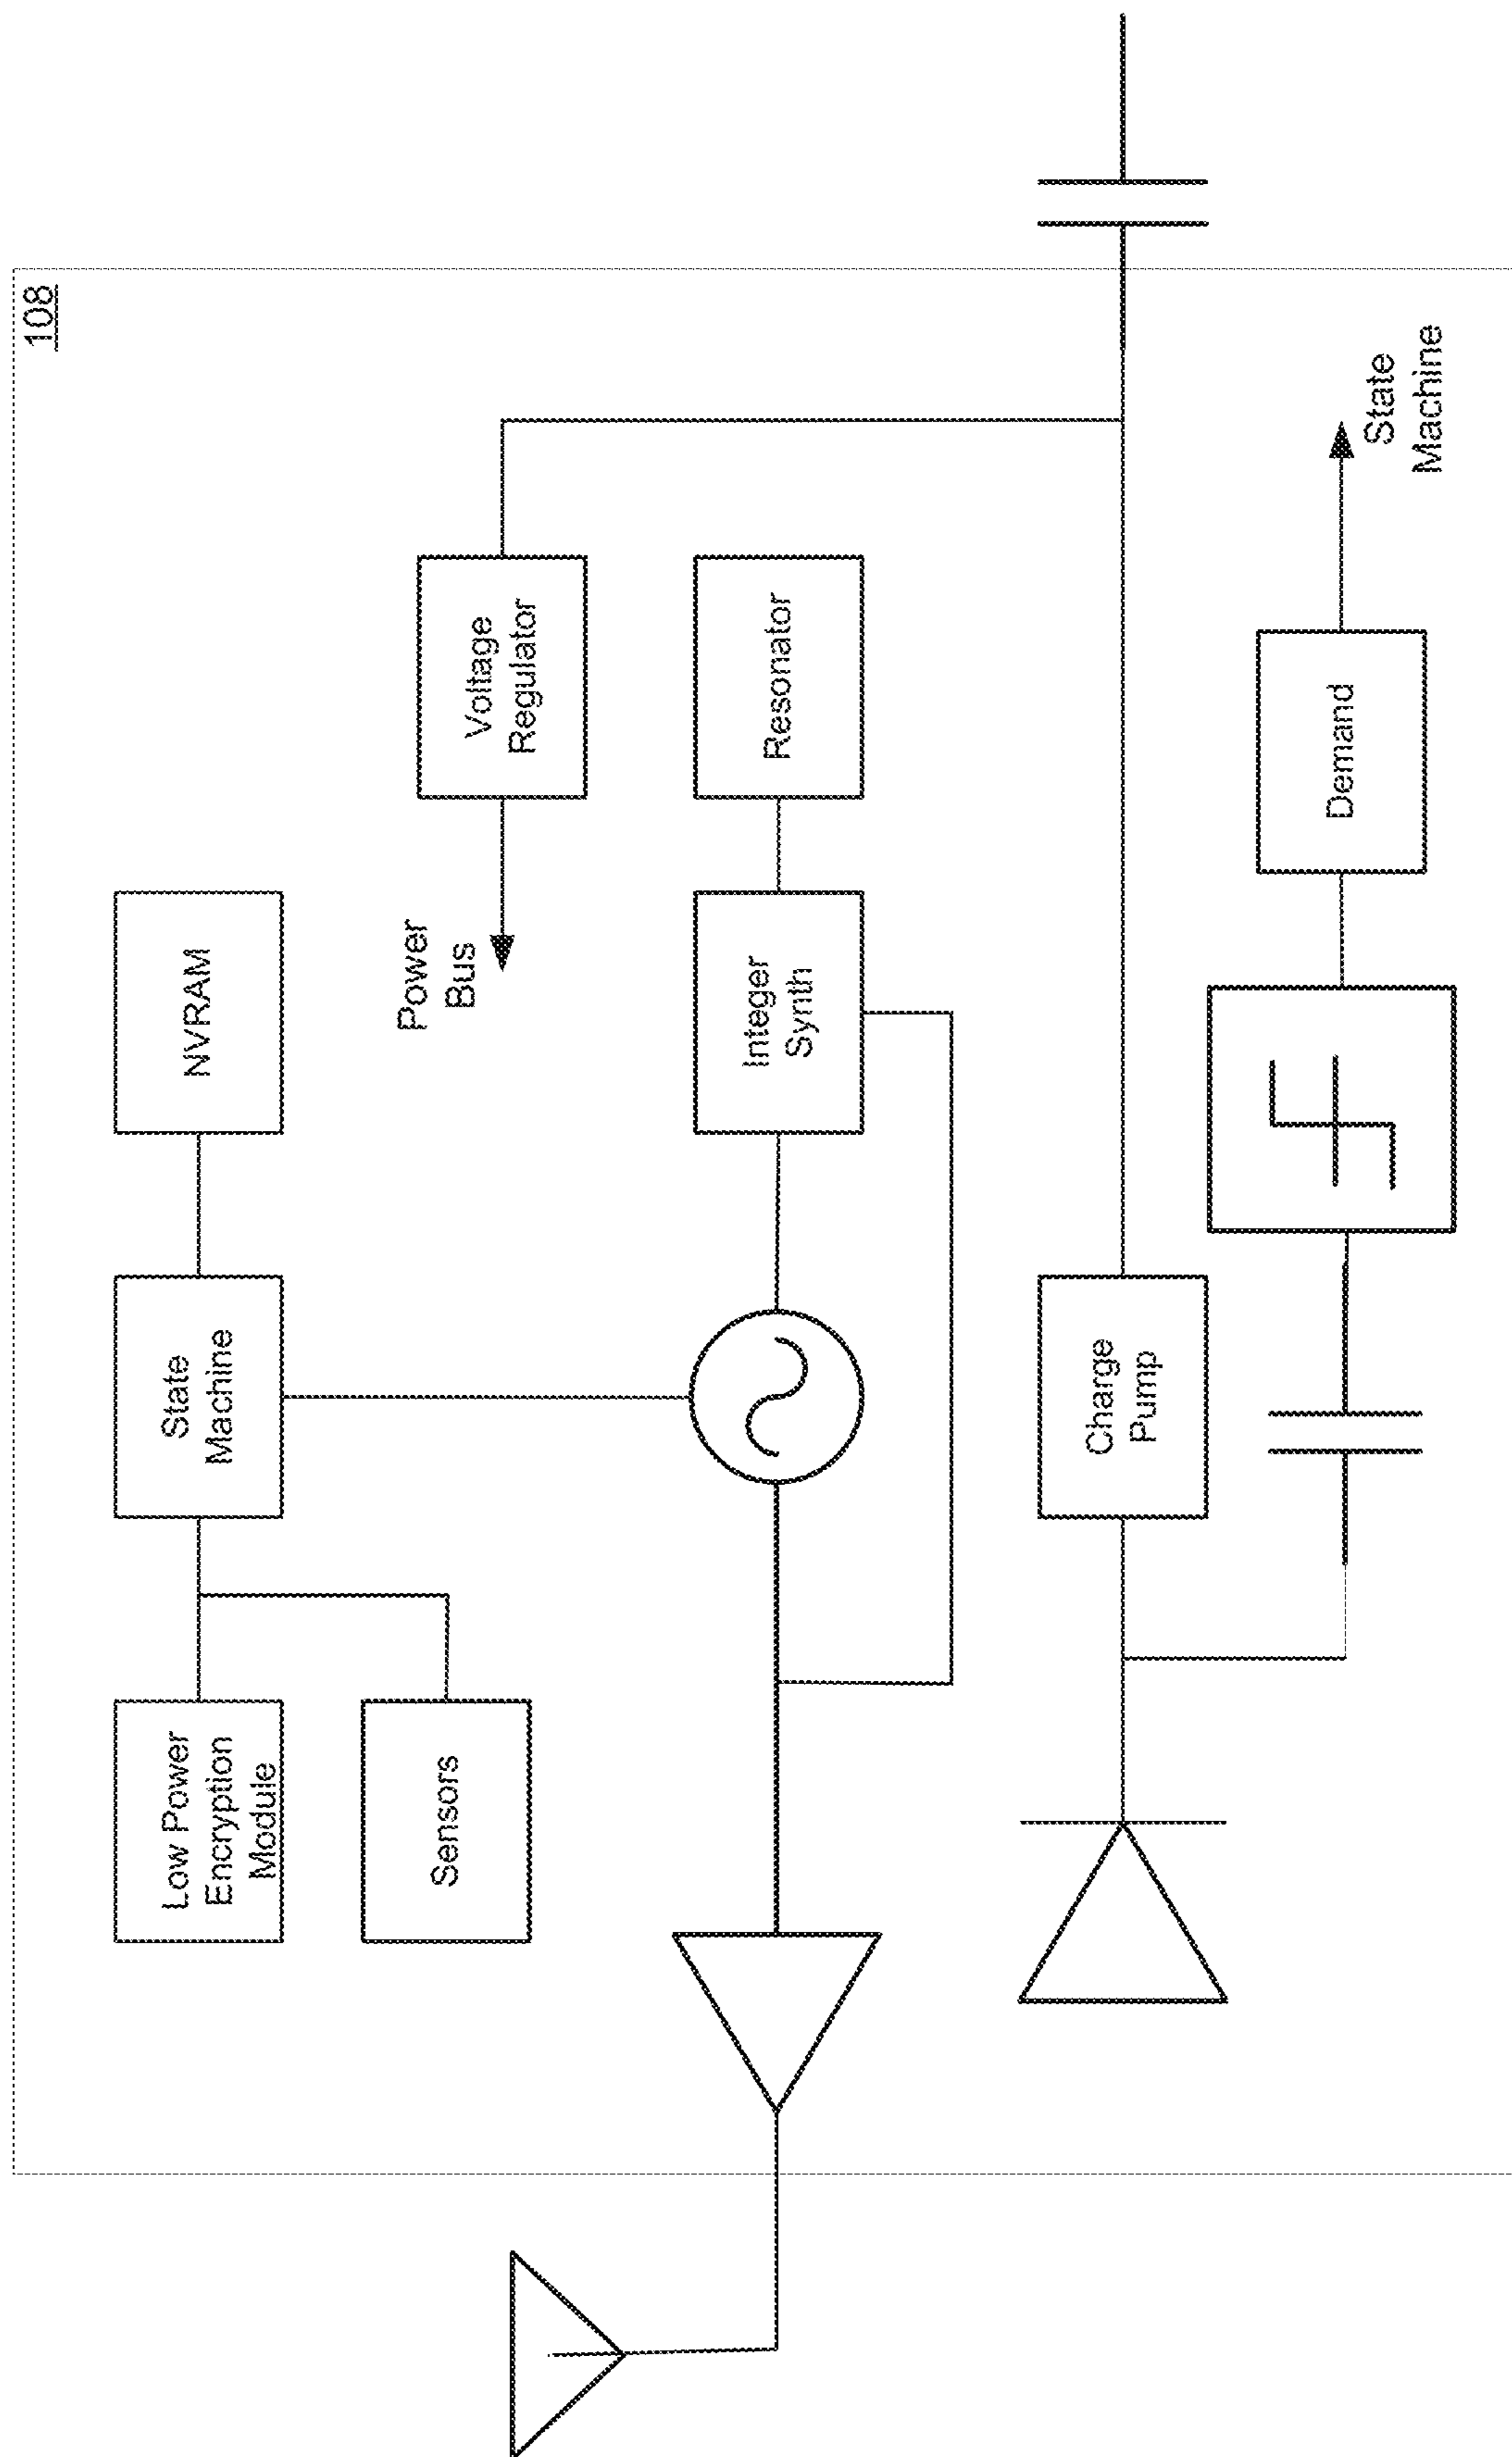 108
Low Power
Encryption
Module
State
Machine
NVRAM
Sensors
Power
Bus
Voltage
Regulator
Integer
Synth
Resonator
Charge
Pump
Demand
State
Machine